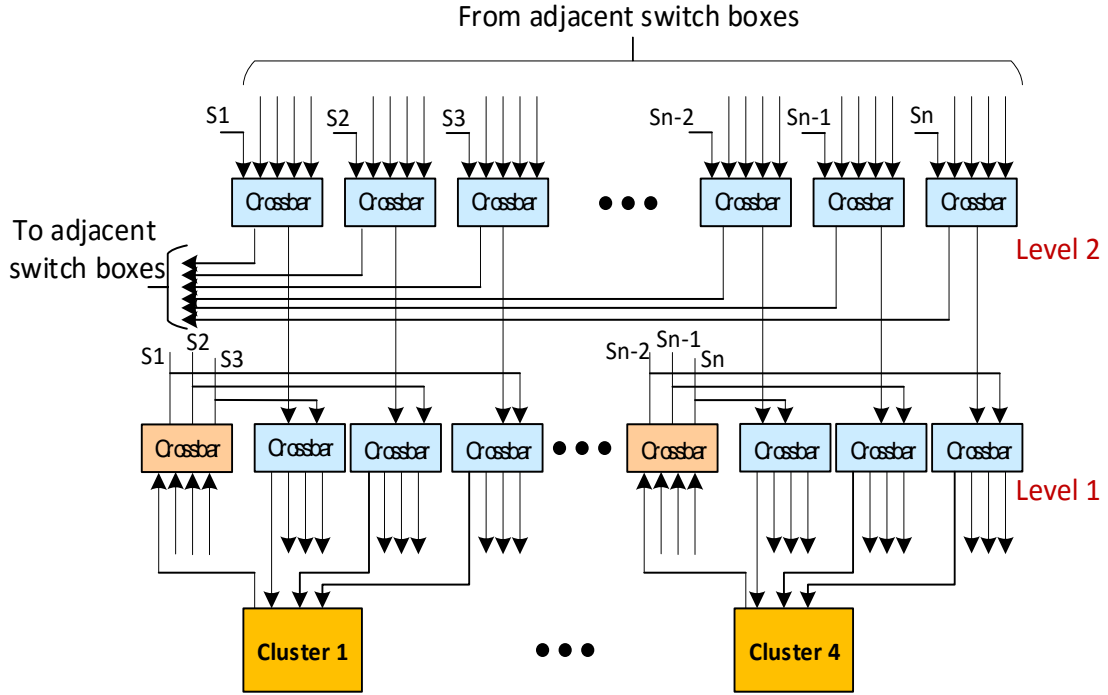 From adjacent switch boxes
S1
S2
S3
Sn-2
Sn-1
Sn
Crossbar
Crossbar
Crossbar
Crossbar
Crossbar
Crossbar
To adjacent
switch boxes
Level 2
S1
S2
S3
Sn-2
Sn-1
Sn
Crossbar
Crossbar
Crossbar
Crossbar
Crossbar
Crossbar
Crossbar
Crossbar
Level 1
Cluster 1
Cluster 4